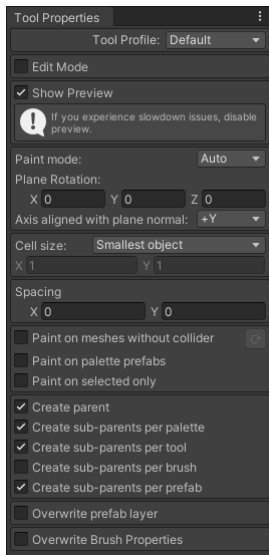 Tool Properties
Tool Profile: Default
Edit Mode
Show Preview
If you experience slowdown issues, disable
preview.
Paint mode: Auto
Plane Rotation:
X 0 Y 0 Z 0
Axis aligned with plane normal: +Y
Cell size: Smallest object
X 1 Y 1
Spacing
X 0 Y 0
Paint on meshes without collider
Paint on palette prefabs
Paint on selected only
Create parent
Create sub-parents per palette
Create sub-parents per tool
Create sub-parents per brush
Create sub-parents per prefab
Overwrite prefab layer
Overwrite Brush Properties